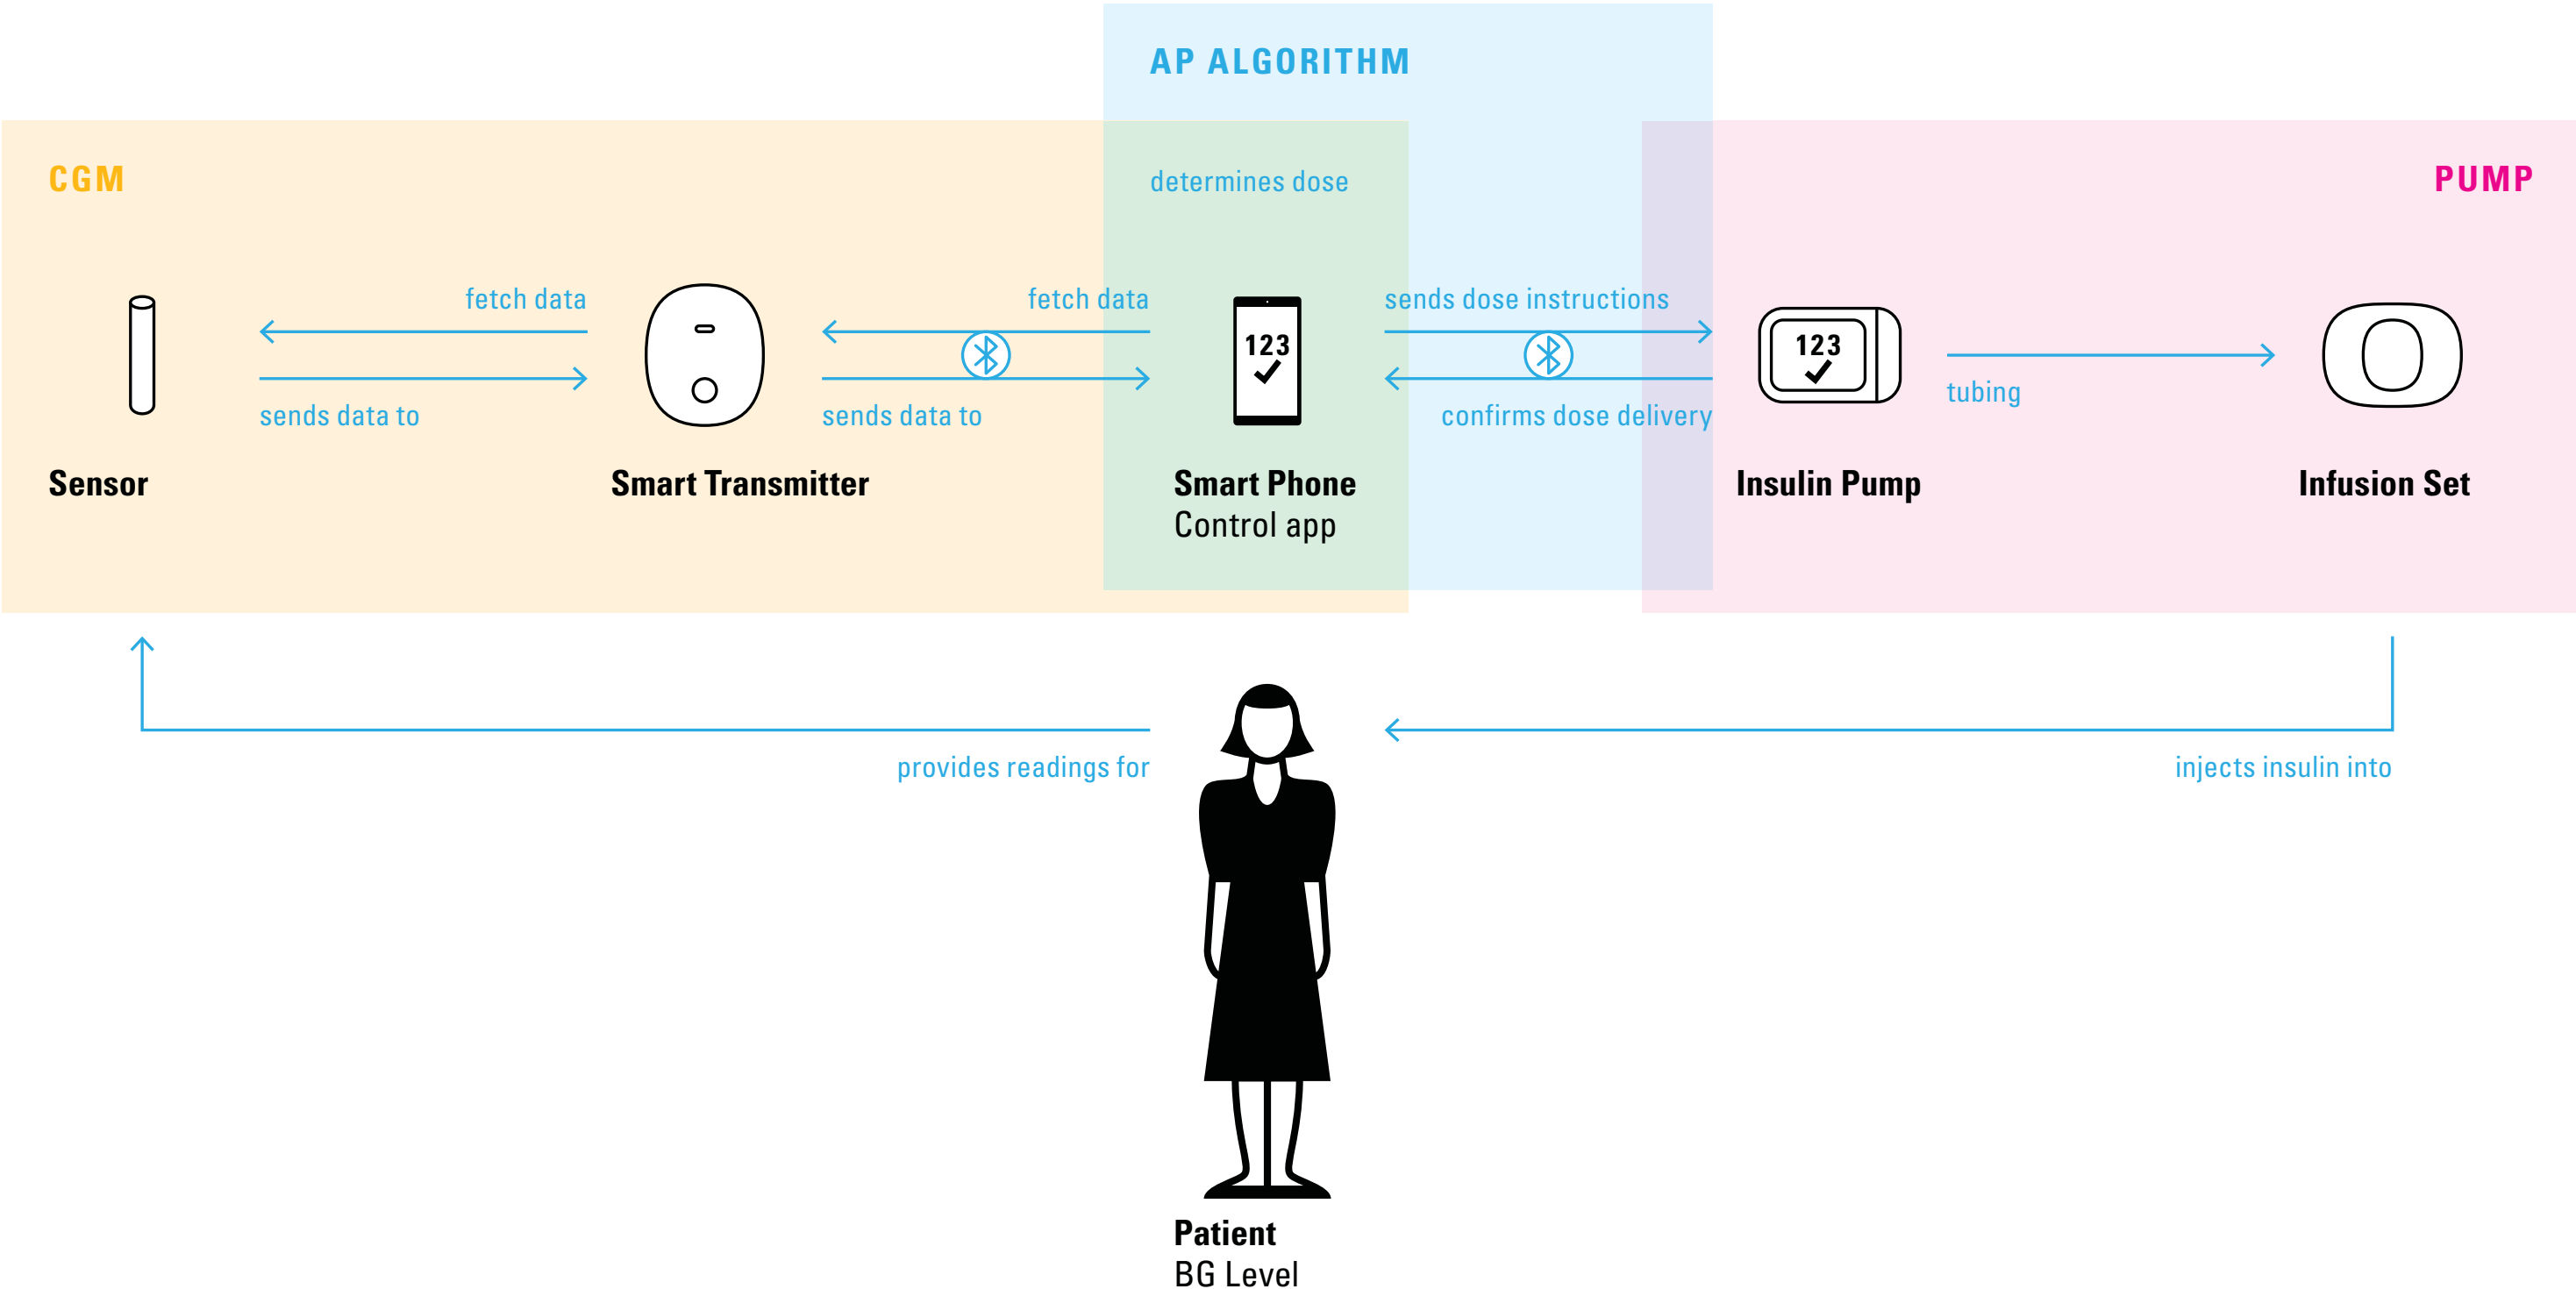 AP ALGORITHM
CGM
determines dose
PUMP
fetch data
fetch data
sends dose instructions
123
123
sends data to
sends data to
confirms dose delivery
tubing
Sensor
Smart Transmitter
Smart Phone
Control app
Insulin Pump
Infusion Set
provides readings for
injects insulin into
Patient
BG Level